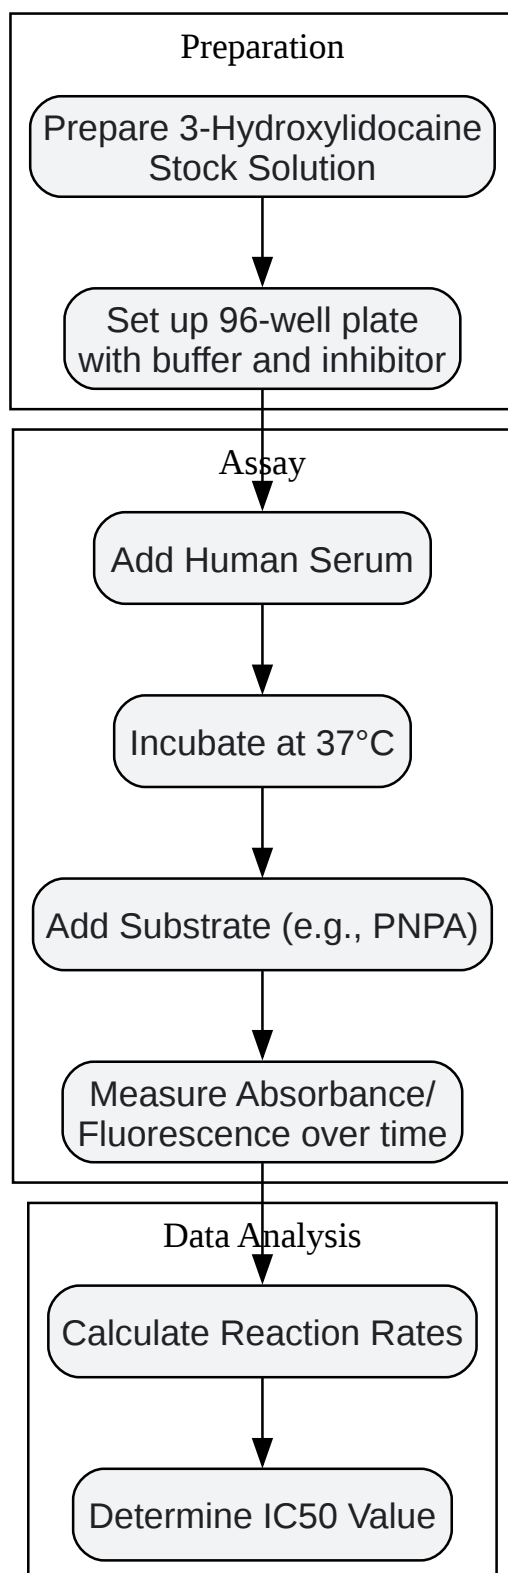 Preparation
Prepare 3-Hydroxylidocaine
Stock Solution
Set up 96-well plate
with buffer and inhibitor
Assay
Add Human Serum
Incubate at 37°C
Add Substrate (e.g., PNPA)
Measure Absorbance/
Fluorescence over time
Data Analysis
Calculate Reaction Rates
Determine IC50 Value